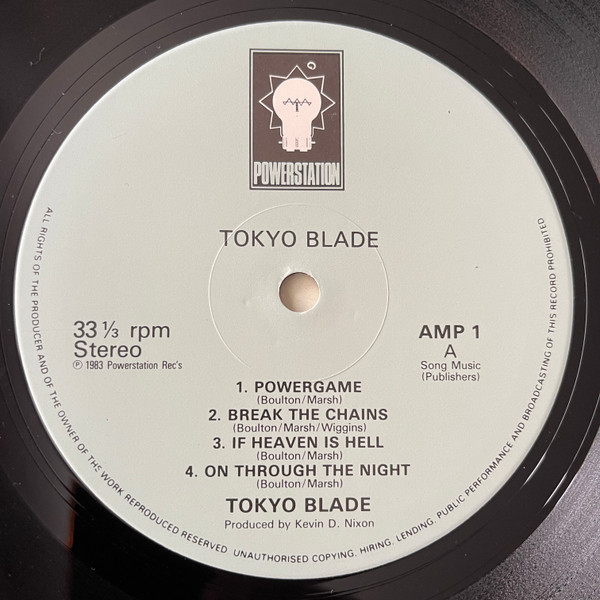 POWERSTATION
TOKYO BLADE
33 ⅓ rpm
Stereo
℗ 1983 Powerstation Rec's
AMP 1
A
Song Music
(Publishers)
1. POWERGAME
(Boulton/Marsh)
2. BREAK THE CHAINS
(Boulton/Marsh/Wiggins)
3. IF HEAVEN IS HELL
(Boulton/Marsh)
4. ON THROUGH THE NIGHT
(Boulton/Marsh)
TOKYO BLADE
Produced by Kevin D. Nixon
ALL RIGHTS OF THE PRODUCER AND OF THE OWNER OF THE WORK REPRODUCED RESERVED UNAUTHORISED COPYING, HIRING, LENDING, PUBLIC PERFORMANCE AND BROADCASTING OF THIS RECORD PROHIBITED